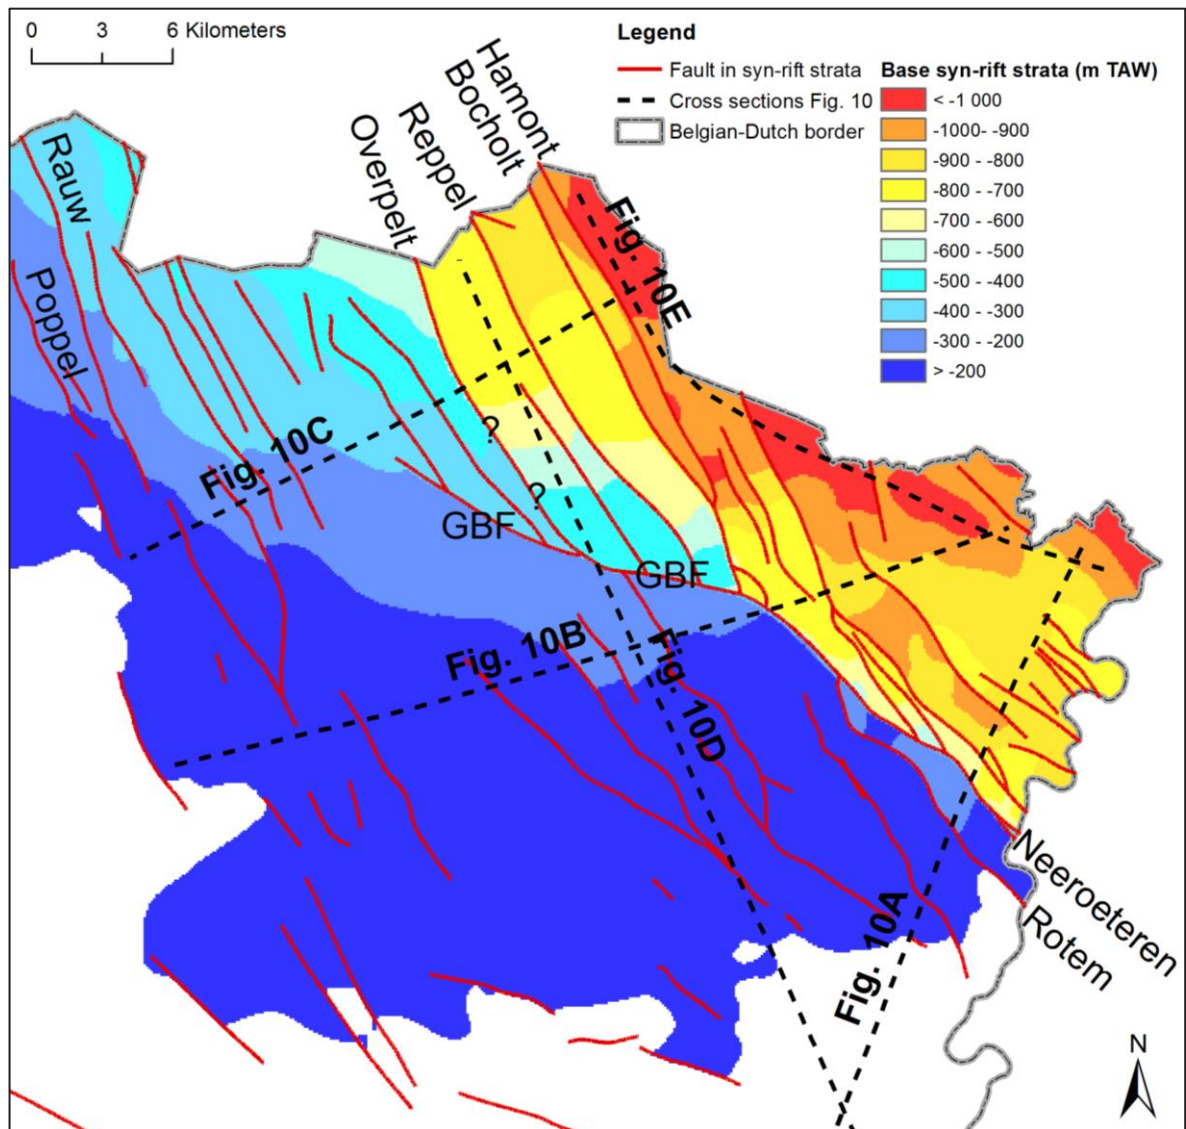 0 3 6 Kilometers
Legend
Fault in syn-rift strata
Cross sections Fig. 10
Belgian-Dutch border
Base syn-rift strata (m TAW)
< -1 000
-1000- -900
-900 - -800
-800 - -700
-700 - -600
-600 - -500
-500 - -400
-400 - -300
-300 - -200
> -200
Hamont
Bocholt
Reppel
Overpelt
Rauw
Poppel
Fig. 10E
Fig. 10C
?
?
GBF
GBF
Fig. 10B
Fig. 10D
Fig. 10A
Neeroeteren
Rotem
N